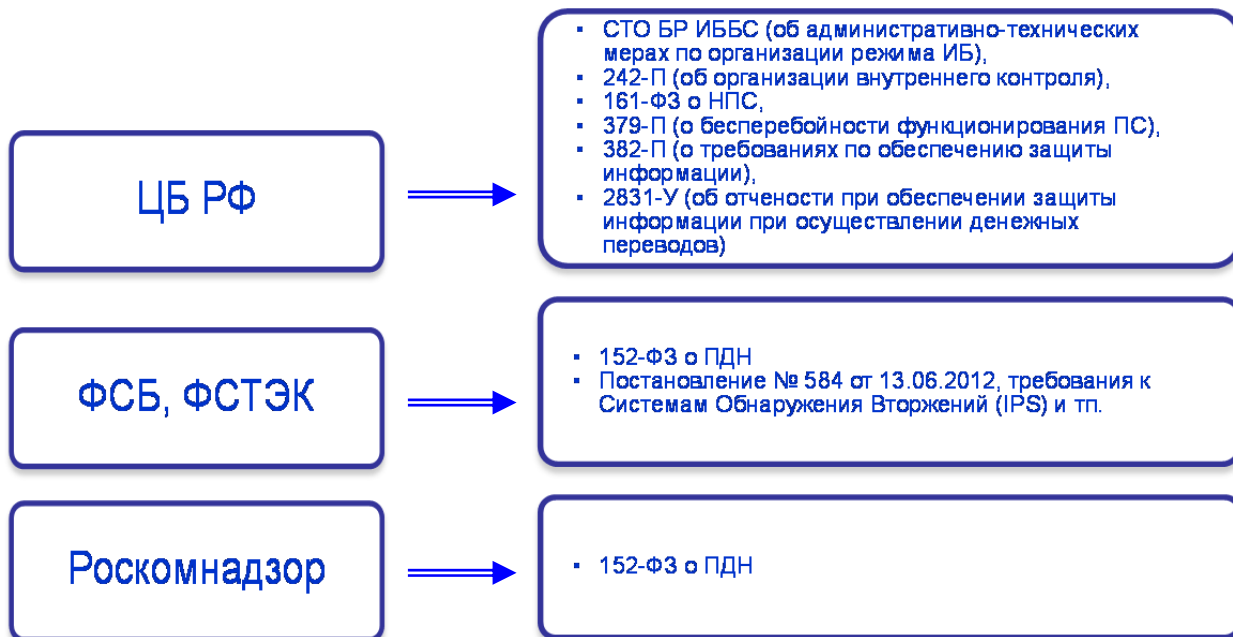 ЦБ РФ
▪ СТО БР ИББС (об административно-технических
мерах по организации режима ИБ),
▪ 242-П (об организации внутреннего контроля),
▪ 161-ФЗ о НПС,
▪ 379-П (о бесперебойности функционирования ПС),
▪ 382-П (о требованиях по обеспечению защиты
информации),
▪ 2831-У (об отчености при обеспечении защиты
информации при осуществлении денежных
переводов)
ФСБ, ФСТЭК
▪ 152-ФЗ о ПДН
▪ Постановление № 584 от 13.06.2012, требования к
Системам Обнаружения Вторжений (IPS) и тп.
Роскомнадзор
▪ 152-ФЗ о ПДН